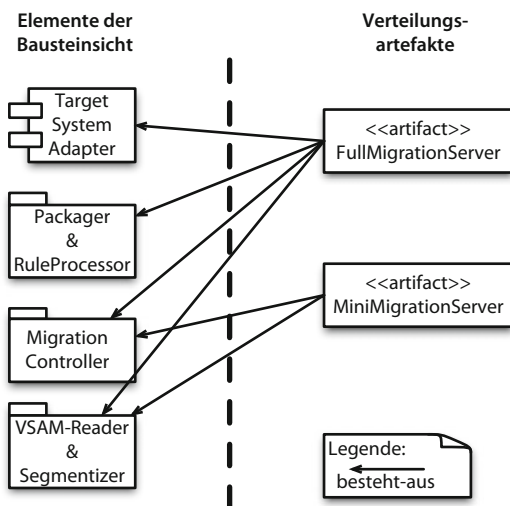 Elemente der
Bausteinsicht
Verteilungs-
artefakte
Target
System
Adapter
<<artifact>>
FullMigrationServer
Packager
&
RuleProcessor
<<artifact>>
MiniMigrationServer
Migration
Controller
VSAM-Reader
&
Segmentizer
Legende:
besteht-aus